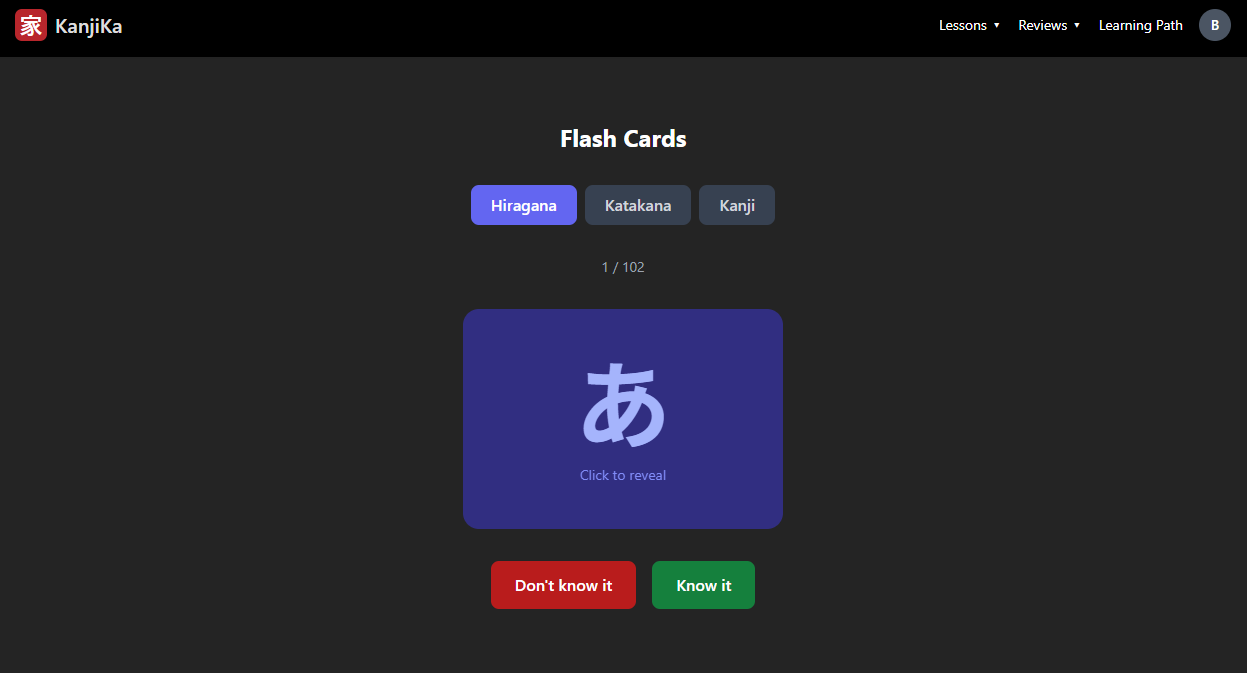 家 KanjiKa Lessons ▾ Reviews ▾ Learning Path B
Flash Cards
Hiragana Katakana Kanji
1 / 102
あ
Click to reveal
Don't know it Know it